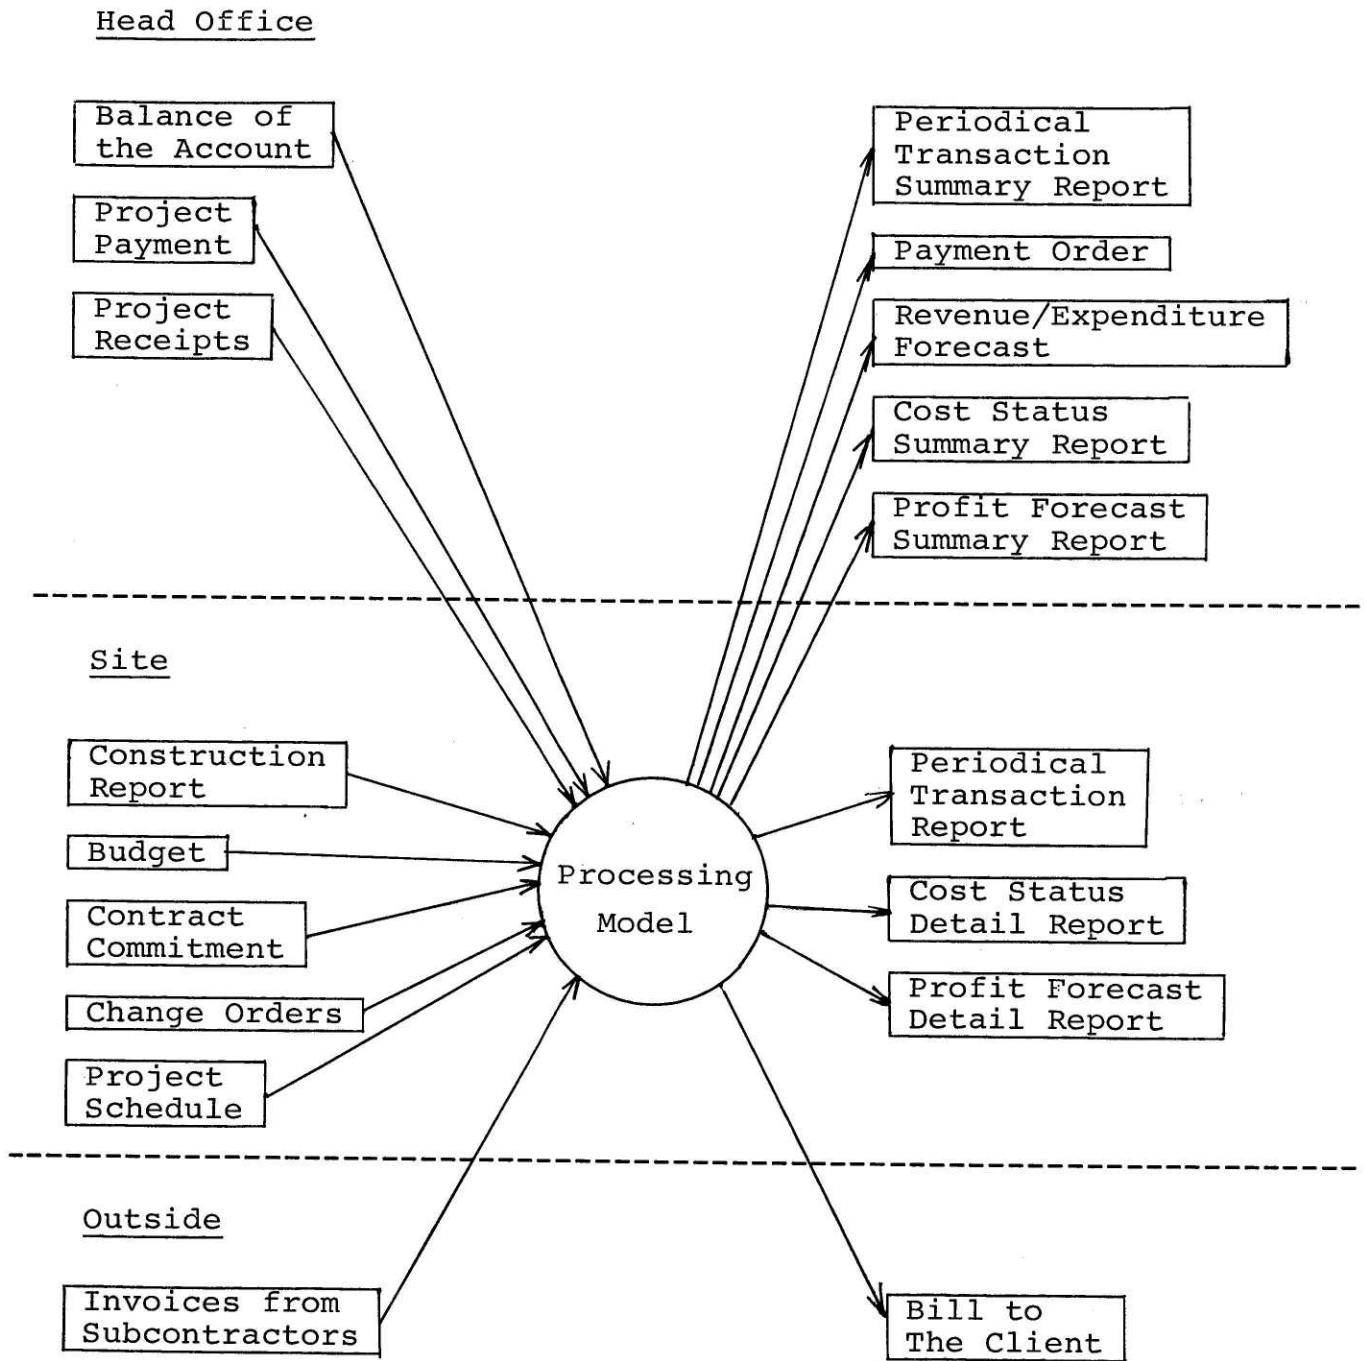 Head Office
Balance of
the Account
Project
Payment
Project
Receipts
Periodical
Transaction
Summary Report
Payment Order
Revenue/Expenditure
Forecast
Cost Status
Summary Report
Profit Forecast
Summary Report
Site
Construction
Report
Budget
Contract
Commitment
Change Orders
Project
Schedule
Processing
Model
Periodical
Transaction
Report
Cost Status
Detail Report
Profit Forecast
Detail Report
Outside
Invoices from
Subcontractors
Bill to
The Client